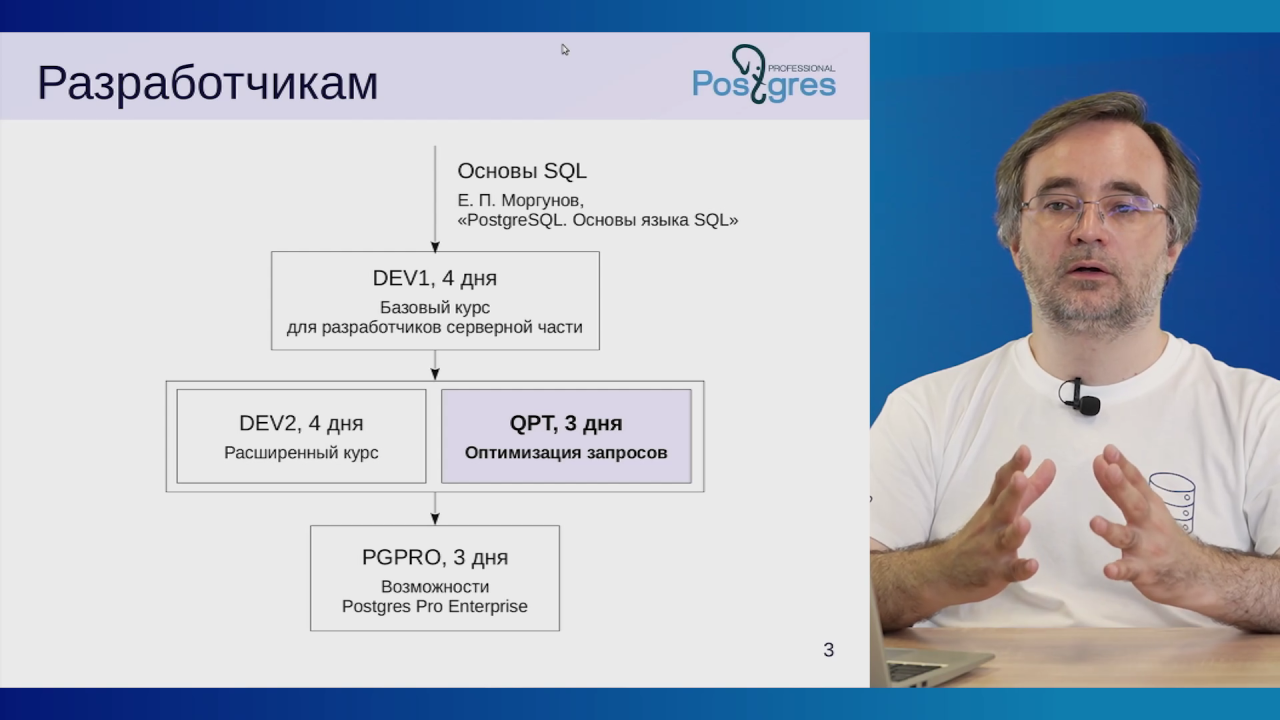 Разработчикам
PROFESSIONAL
Postgres
Основы SQL
Е. П. Моргунов,
«PostgreSQL. Основы языка SQL»
DEV1, 4 дня
Базовый курс
для разработчиков серверной части
DEV2, 4 дня
Расширенный курс
QPT, 3 дня
Оптимизация запросов
PGPRO, 3 дня
Возможности
Postgres Pro Enterprise
3